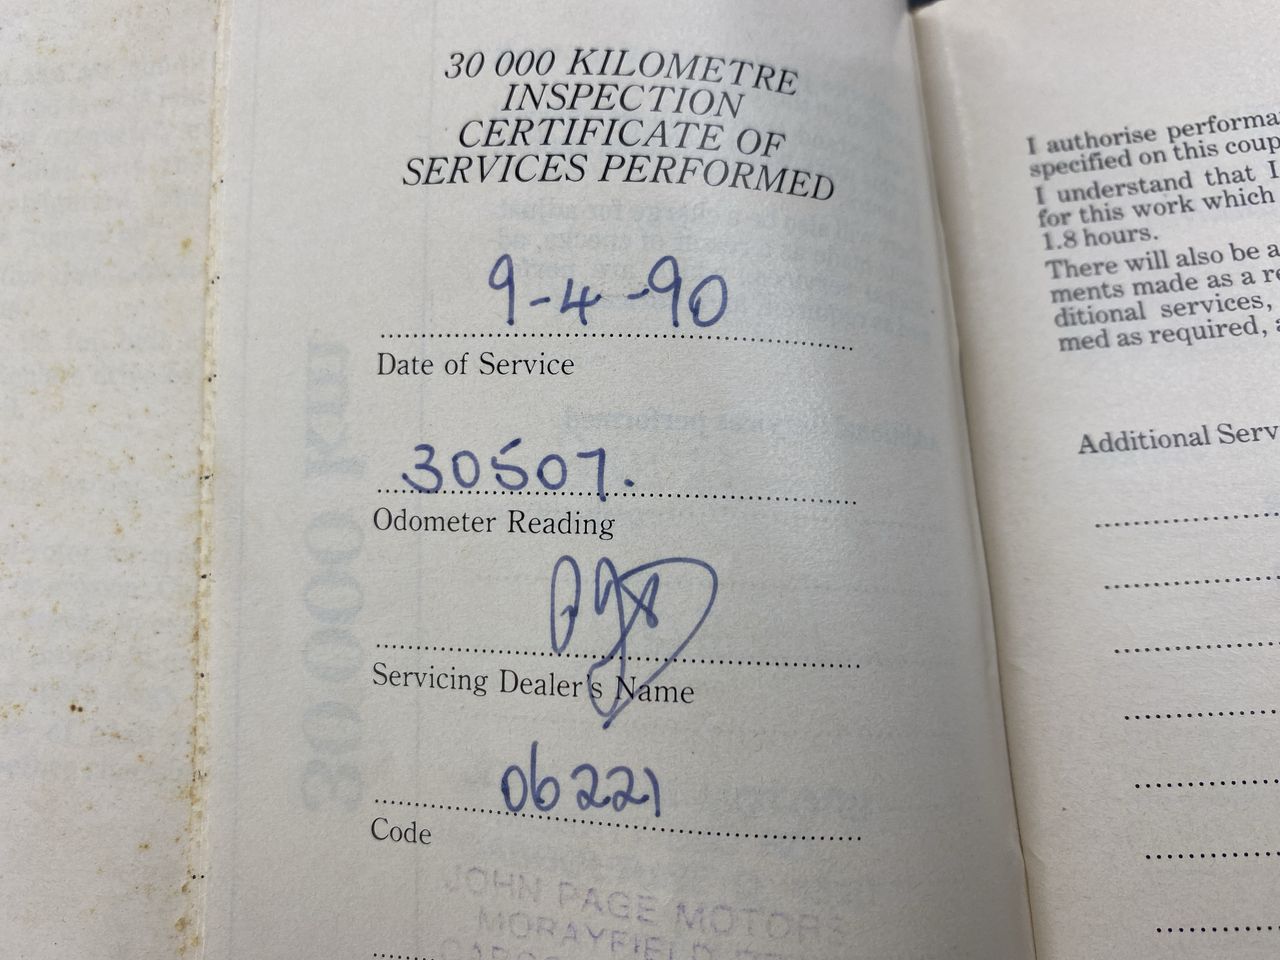 30 000 KILOMETRE
INSPECTION
CERTIFICATE OF
SERVICES PERFORMED
9-4-90
Date of Service
30507.
Odometer Reading
Servicing Dealer's Name
06221
Code
JOHN PAGE MOTORS
MORAYFIELD
I authorise performa
specified on this coup
I understand that I
for this work which
1.8 hours.
There will also be a
ments made as a re
ditional services,
med as required, a
Additional Serv